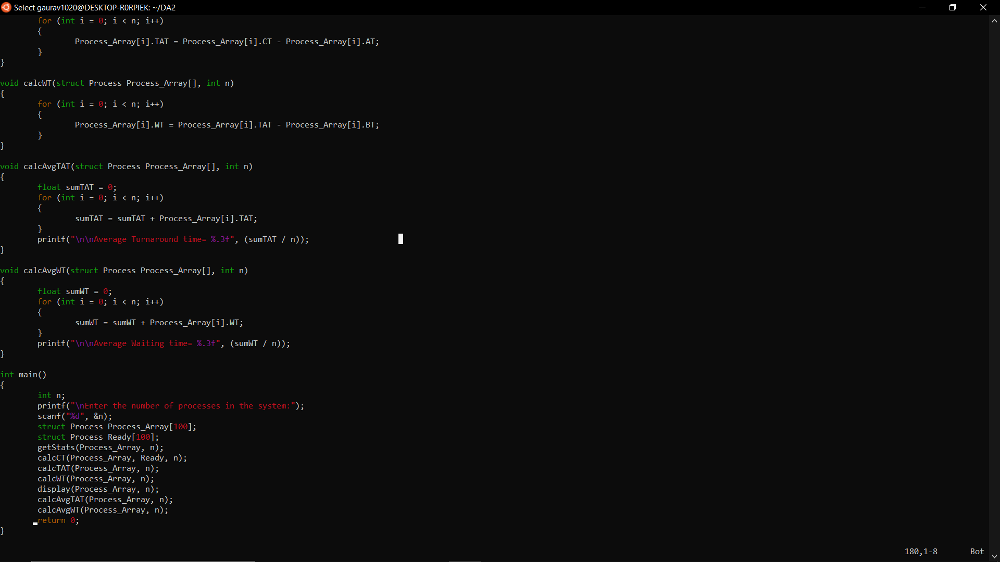 Select gaurav1020@DESKTOP-R0RPIEK: ~/DA2
        for (int i = 0; i < n; i++)
        {
                Process_Array[i].TAT = Process_Array[i].CT - Process_Array[i].AT;
        }
}

void calcWT(struct Process Process_Array[], int n)
{
        for (int i = 0; i < n; i++)
        {
                Process_Array[i].WT = Process_Array[i].TAT - Process_Array[i].BT;
        }
}

void calcAvgTAT(struct Process Process_Array[], int n)
{
        float sumTAT = 0;
        for (int i = 0; i < n; i++)
        {
                sumTAT = sumTAT + Process_Array[i].TAT;
        }
        printf("\n\nAverage Turnaround time= %.3f", (sumTAT / n));
}

void calcAvgWT(struct Process Process_Array[], int n)
{
        float sumWT = 0;
        for (int i = 0; i < n; i++)
        {
                sumWT = sumWT + Process_Array[i].WT;
        }
        printf("\n\nAverage Waiting time= %.3f", (sumWT / n));
}

int main()
{
        int n;
        printf("\nEnter the number of processes in the system:");
        scanf("%d", &n);
        struct Process Process_Array[100];
        struct Process Ready[100];
        getStats(Process_Array, n);
        calcCT(Process_Array, Ready, n);
        calcTAT(Process_Array, n);
        calcWT(Process_Array, n);
        display(Process_Array, n);
        calcAvgTAT(Process_Array, n);
        calcAvgWT(Process_Array, n);
        return 0;
}
180,1-8 Bot